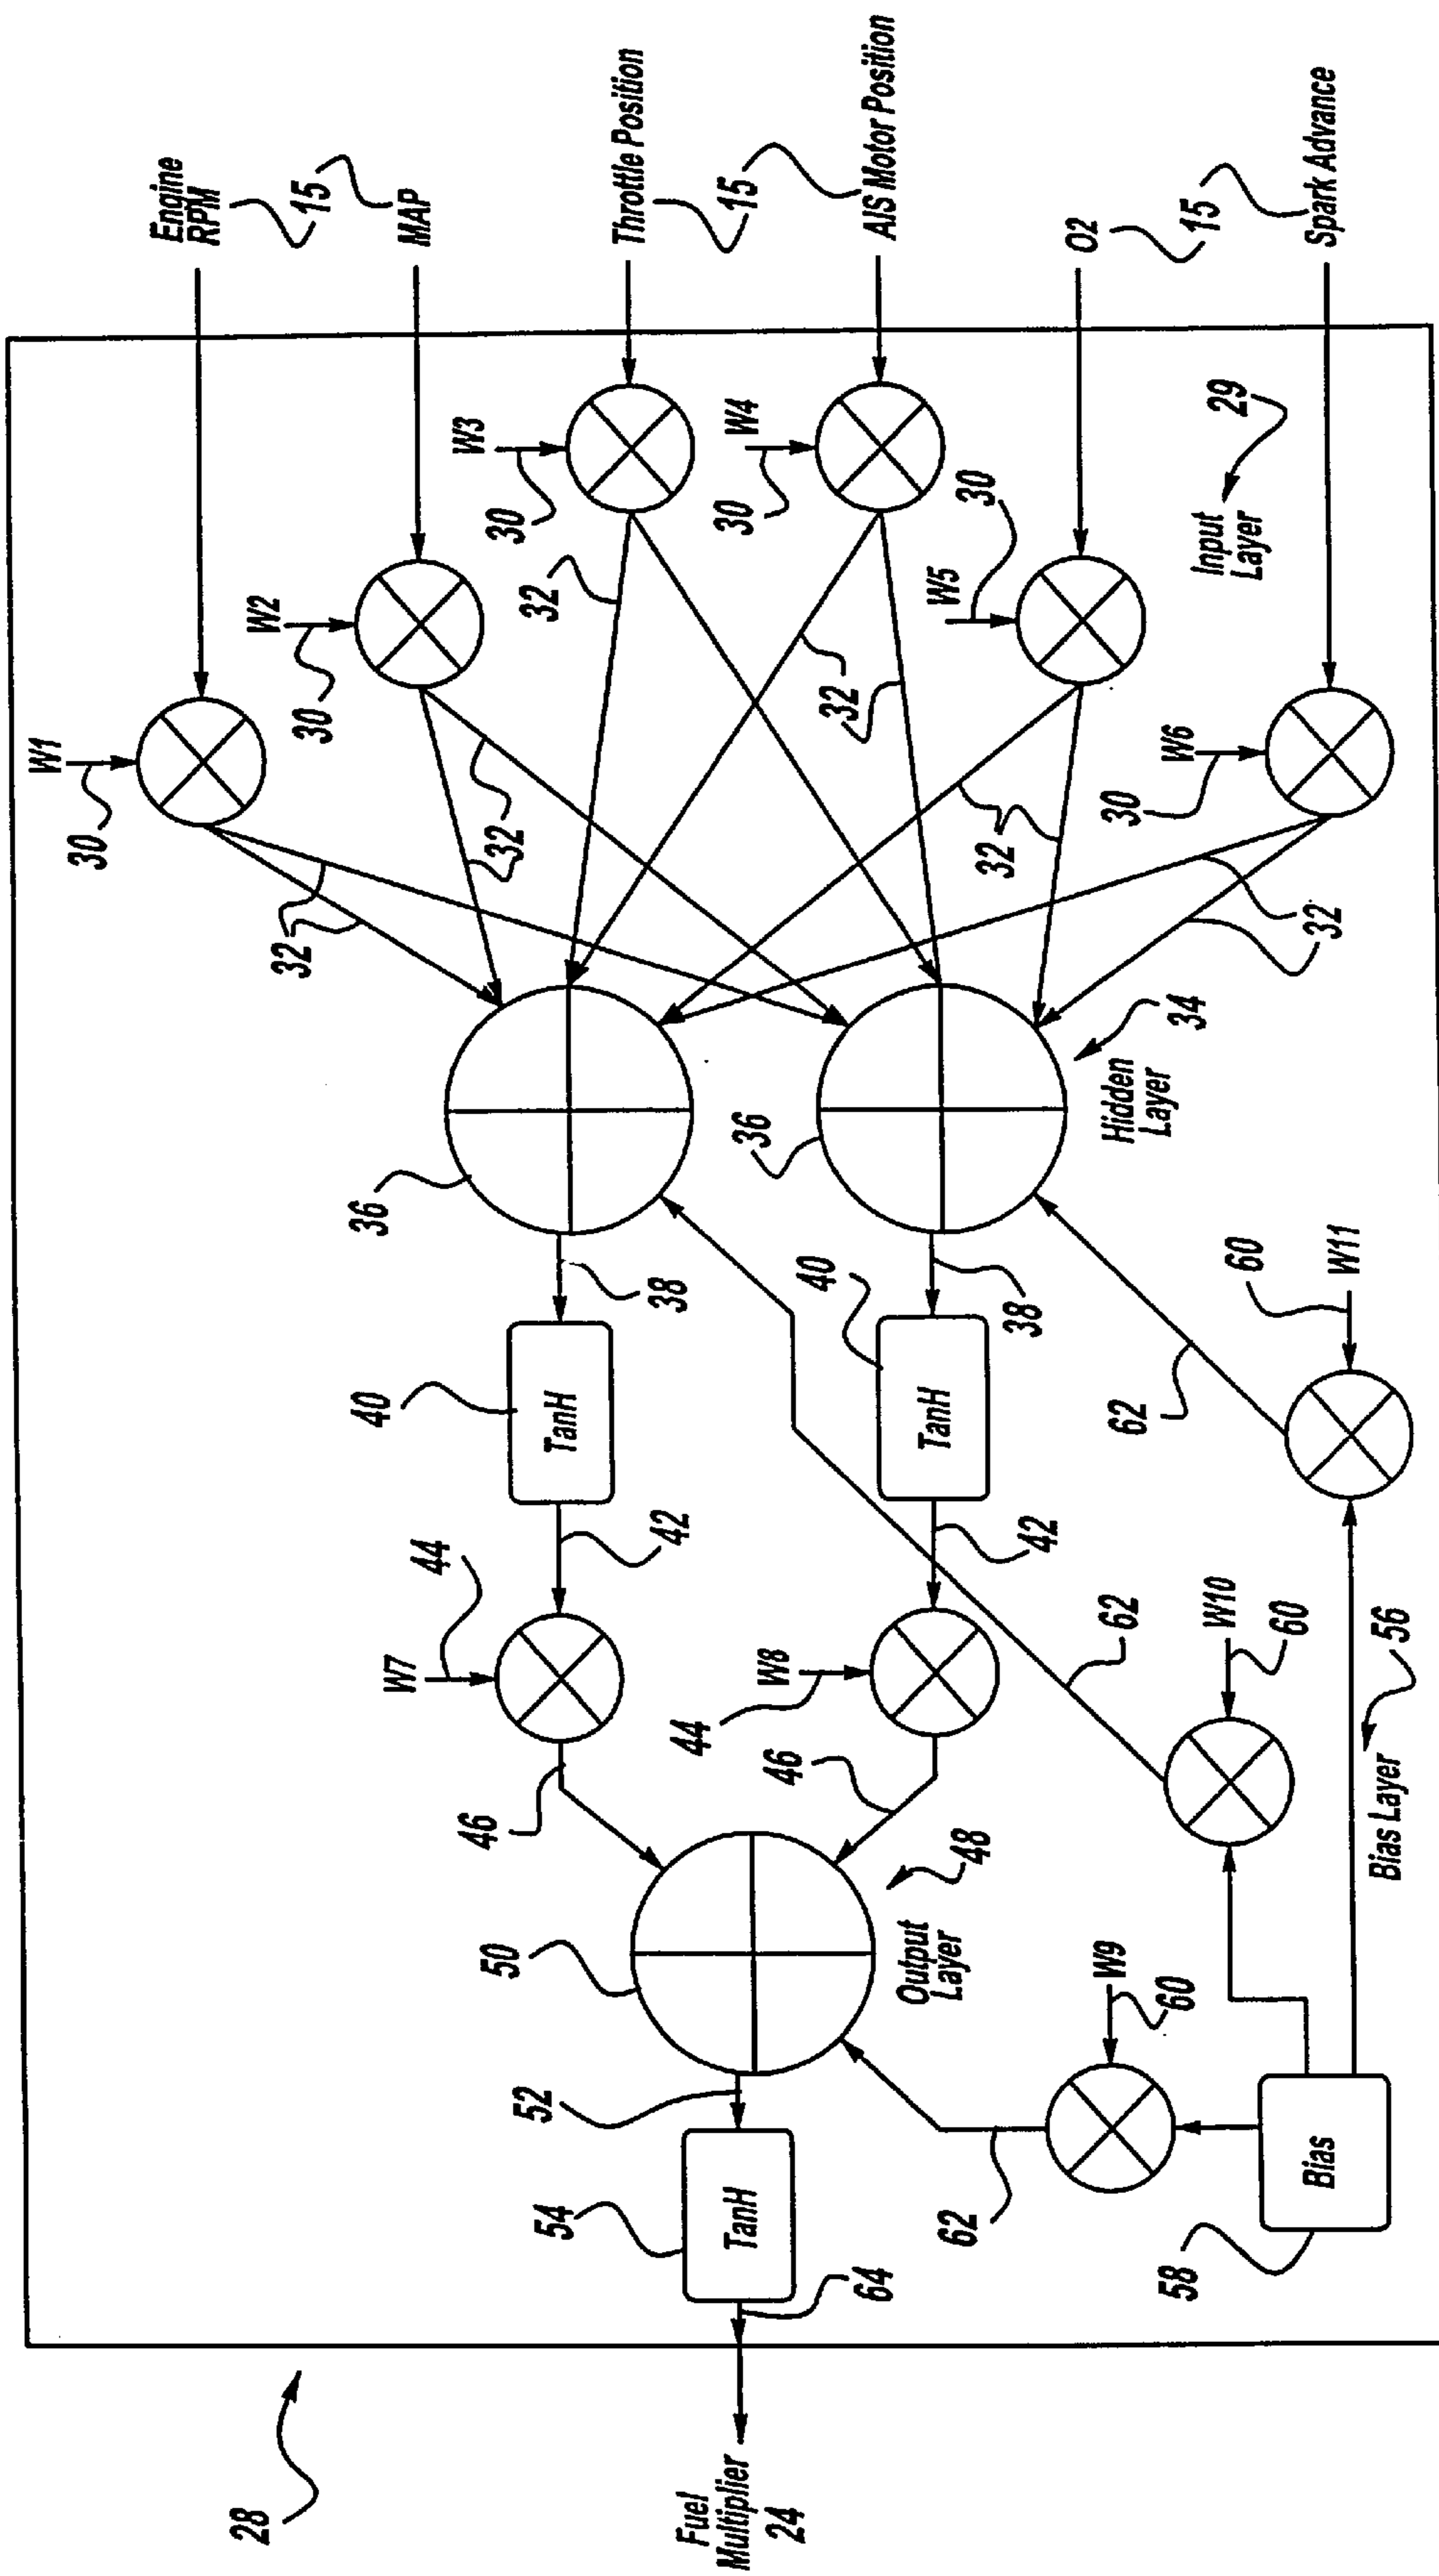 Engine
RPM
15
MAP
Throttle Position
15
AIS Motor Position
O2
15
Spark Advance
W1
30
W2
30
W3
30
W4
30
W5
30
W6
30
Input
Layer
29
32
32
32
32
32
32
32
36
36
Hidden
Layer
34
38
38
40
TanH
40
TanH
42
42
W7
44
W8
44
46
46
50
Output
Layer
48
52
54
TanH
64
Fuel
Multiplier
24
28
W9
60
62
W10
60
62
W11
60
62
Bias Layer
56
Bias
58